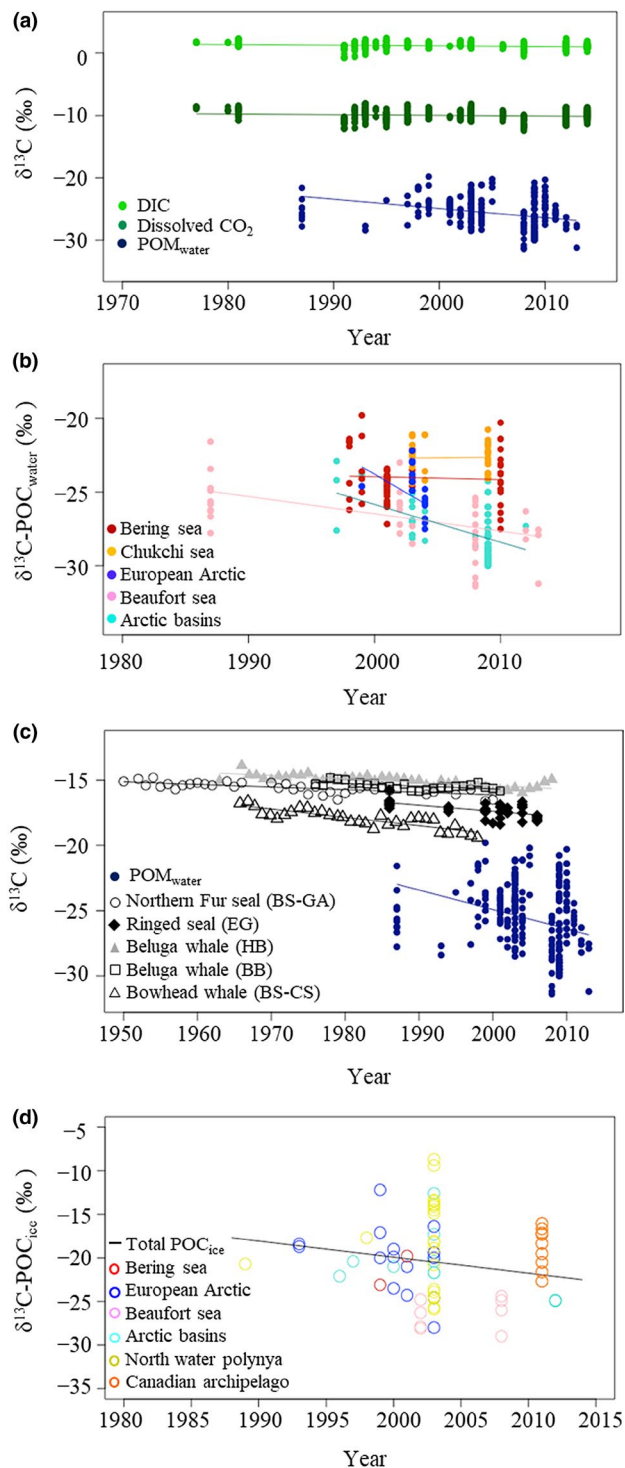 (a)
δ¹³C (‰)
0
−10
−20
−30
DIC
Dissolved CO₂
POMwater
1970 1980 1990 2000 2010
Year
(b)
δ¹³C-POCwater (‰)
−20
−25
−30
Bering sea
Chukchi sea
European Arctic
Beaufort sea
Arctic basins
1980 1990 2000 2010
Year
(c)
δ¹³C (‰)
−15
−20
−25
−30
POMwater
Northern Fur seal (BS-GA)
Ringed seal (EG)
Beluga whale (HB)
Beluga whale (BB)
Bowhead whale (BS-CS)
1950 1960 1970 1980 1990 2000 2010
Year
(d)
δ¹³C-POCice (‰)
−5
−10
−15
−20
−25
−30
−35
Total POCice
Bering sea
European Arctic
Beaufort sea
Arctic basins
North water polynya
Canadian archipelago
1980 1985 1990 1995 2000 2005 2010 2015
Year